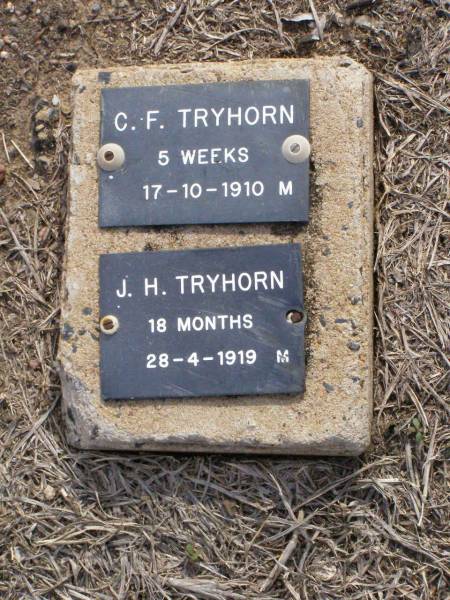 C. F. TRYHORN
5 WEEKS
17-10-1910 M
J. H. TRYHORN
18 MONTHS
28-4-1919 M